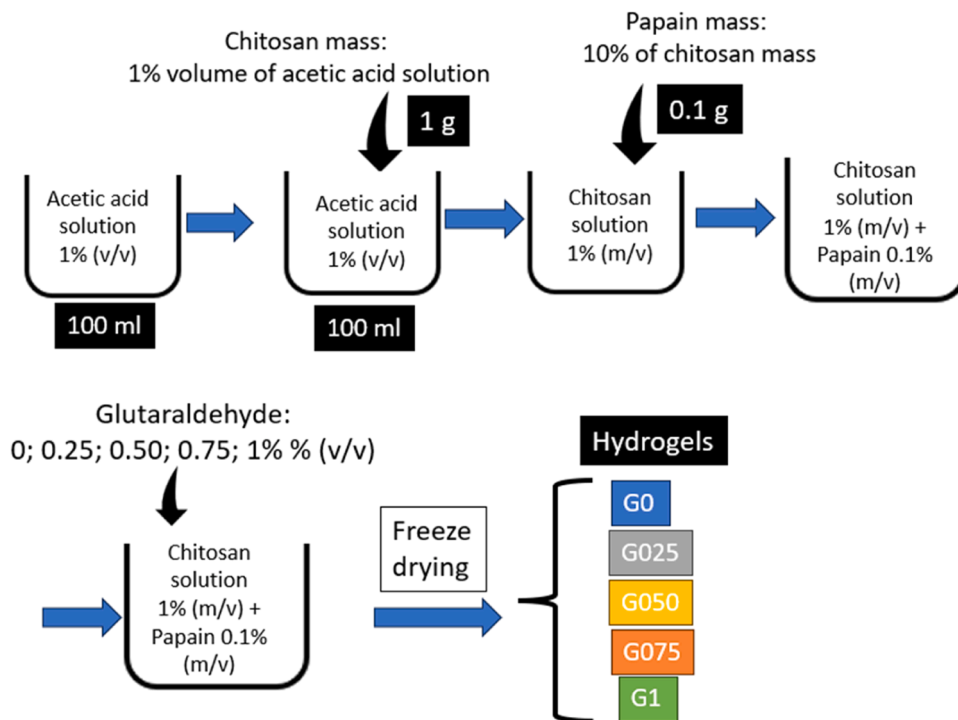 Chitosan mass:
1% volume of acetic acid solution
Papain mass:
10% of chitosan mass
1 g
0.1 g
Acetic acid
solution
1% (v/v)
100 ml
Acetic acid
solution
1% (v/v)
100 ml
Chitosan
solution
1% (m/v)
Chitosan
solution
1% (m/v) +
Papain 0.1%
(m/v)
Glutaraldehyde:
0; 0.25; 0.50; 0.75; 1% % (v/v)
Chitosan
solution
1% (m/v) +
Papain 0.1%
(m/v)
Freeze
drying
Hydrogels
G0
G025
G050
G075
G1